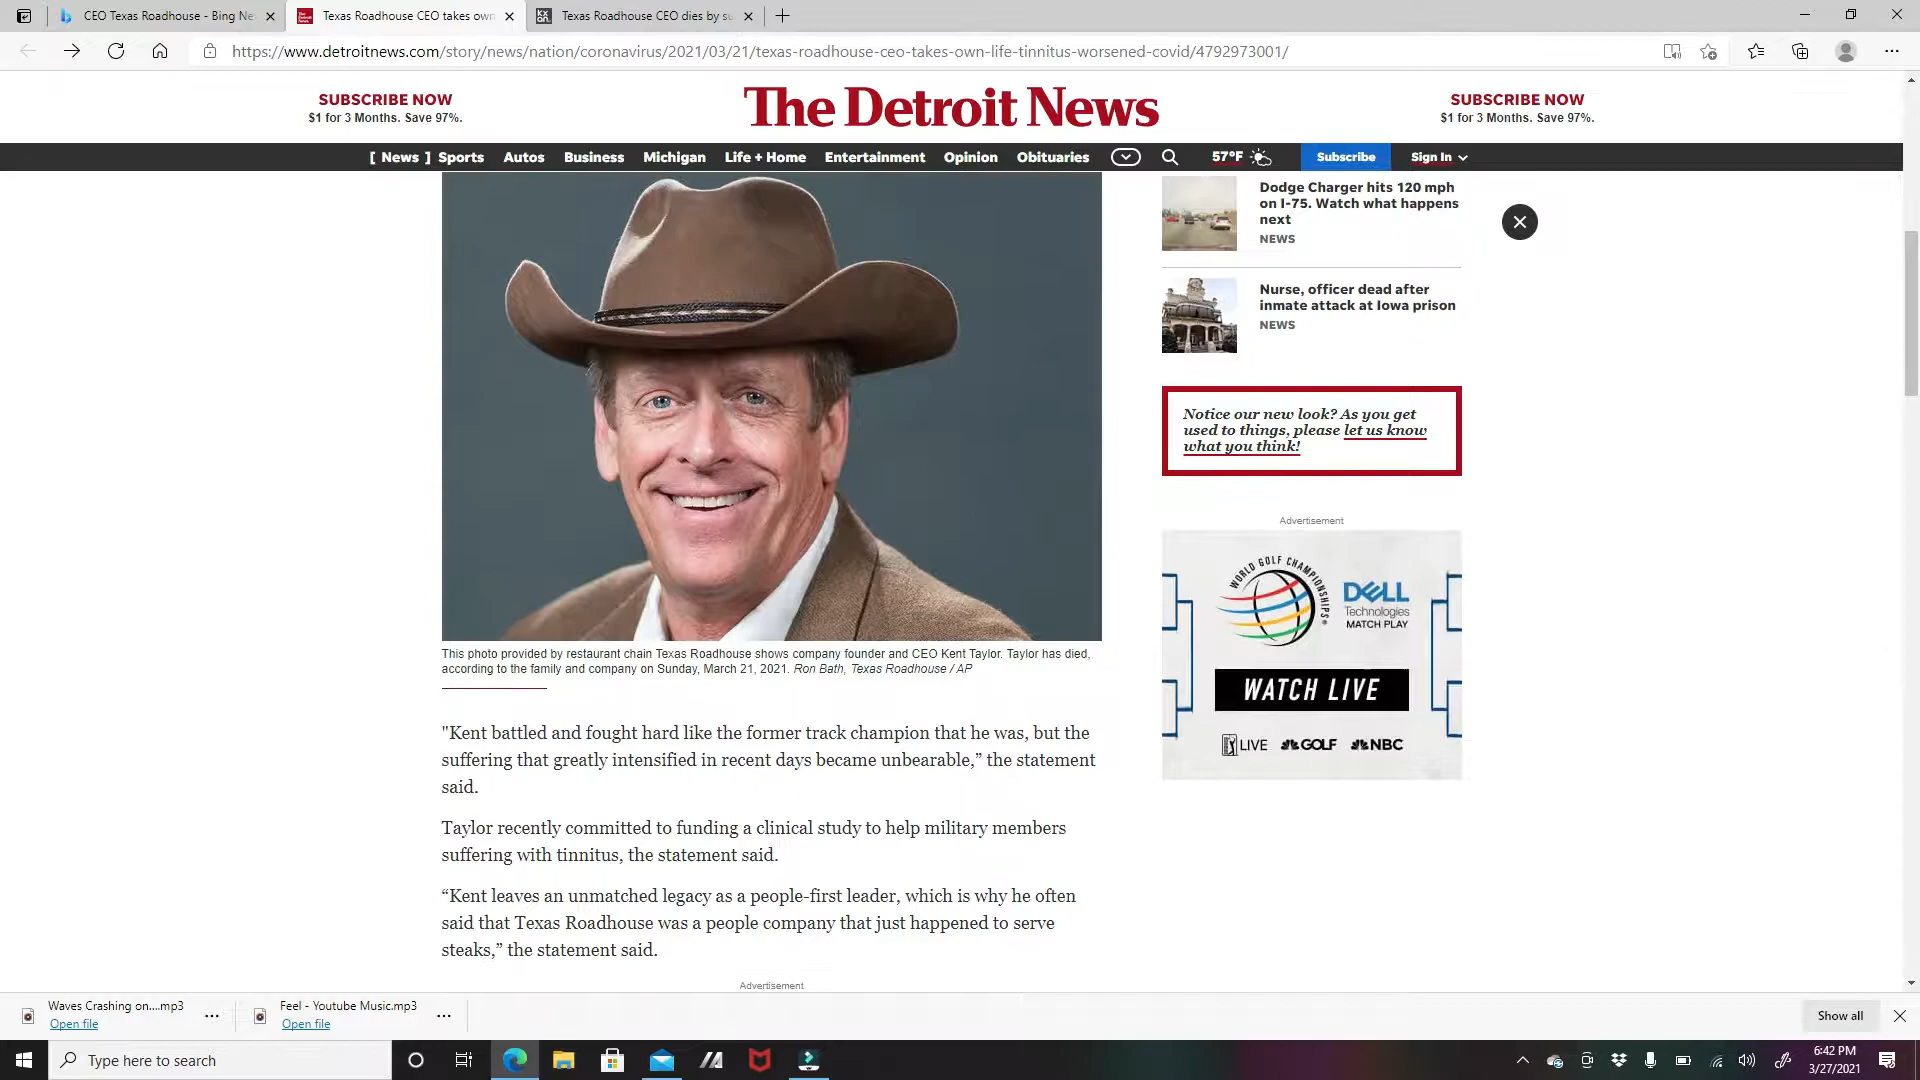 CEO Texas Roadhouse - Bing Ne
Texas Roadhouse CEO takes own
Texas Roadhouse CEO dies by su
https://www.detroitnews.com/story/news/nation/coronavirus/2021/03/21/texas-roadhouse-ceo-takes-own-life-tinnitus-worsened-covid/4792973001/
SUBSCRIBE NOW
$1 for 3 Months. Save 97%.
The Detroit News
SUBSCRIBE NOW
$1 for 3 Months. Save 97%.
[ News ] Sports Autos Business Michigan Life + Home Entertainment Opinion Obituaries 57°F Subscribe Sign In
Dodge Charger hits 120 mph
on I-75. Watch what happens
next
NEWS
Nurse, officer dead after
inmate attack at Iowa prison
NEWS
Notice our new look? As you get
used to things, please let us know
what you think!
Advertisement
WORLD GOLF CHAMPIONSHIPS
DELL
Technologies
MATCH PLAY
WATCH LIVE
LIVE GOLF NBC
This photo provided by restaurant chain Texas Roadhouse shows company founder and CEO Kent Taylor. Taylor has died,
according to the family and company on Sunday, March 21, 2021. Ron Bath, Texas Roadhouse / AP
"Kent battled and fought hard like the former track champion that he was, but the
suffering that greatly intensified in recent days became unbearable,” the statement
said.
Taylor recently committed to funding a clinical study to help military members
suffering with tinnitus, the statement said.
“Kent leaves an unmatched legacy as a people-first leader, which is why he often
said that Texas Roadhouse was a people company that just happened to serve
steaks,” the statement said.
Advertisement
Waves Crashing on....mp3
Open file
Feel - Youtube Music.mp3
Open file
Show all
Type here to search
6:42 PM
3/27/2021